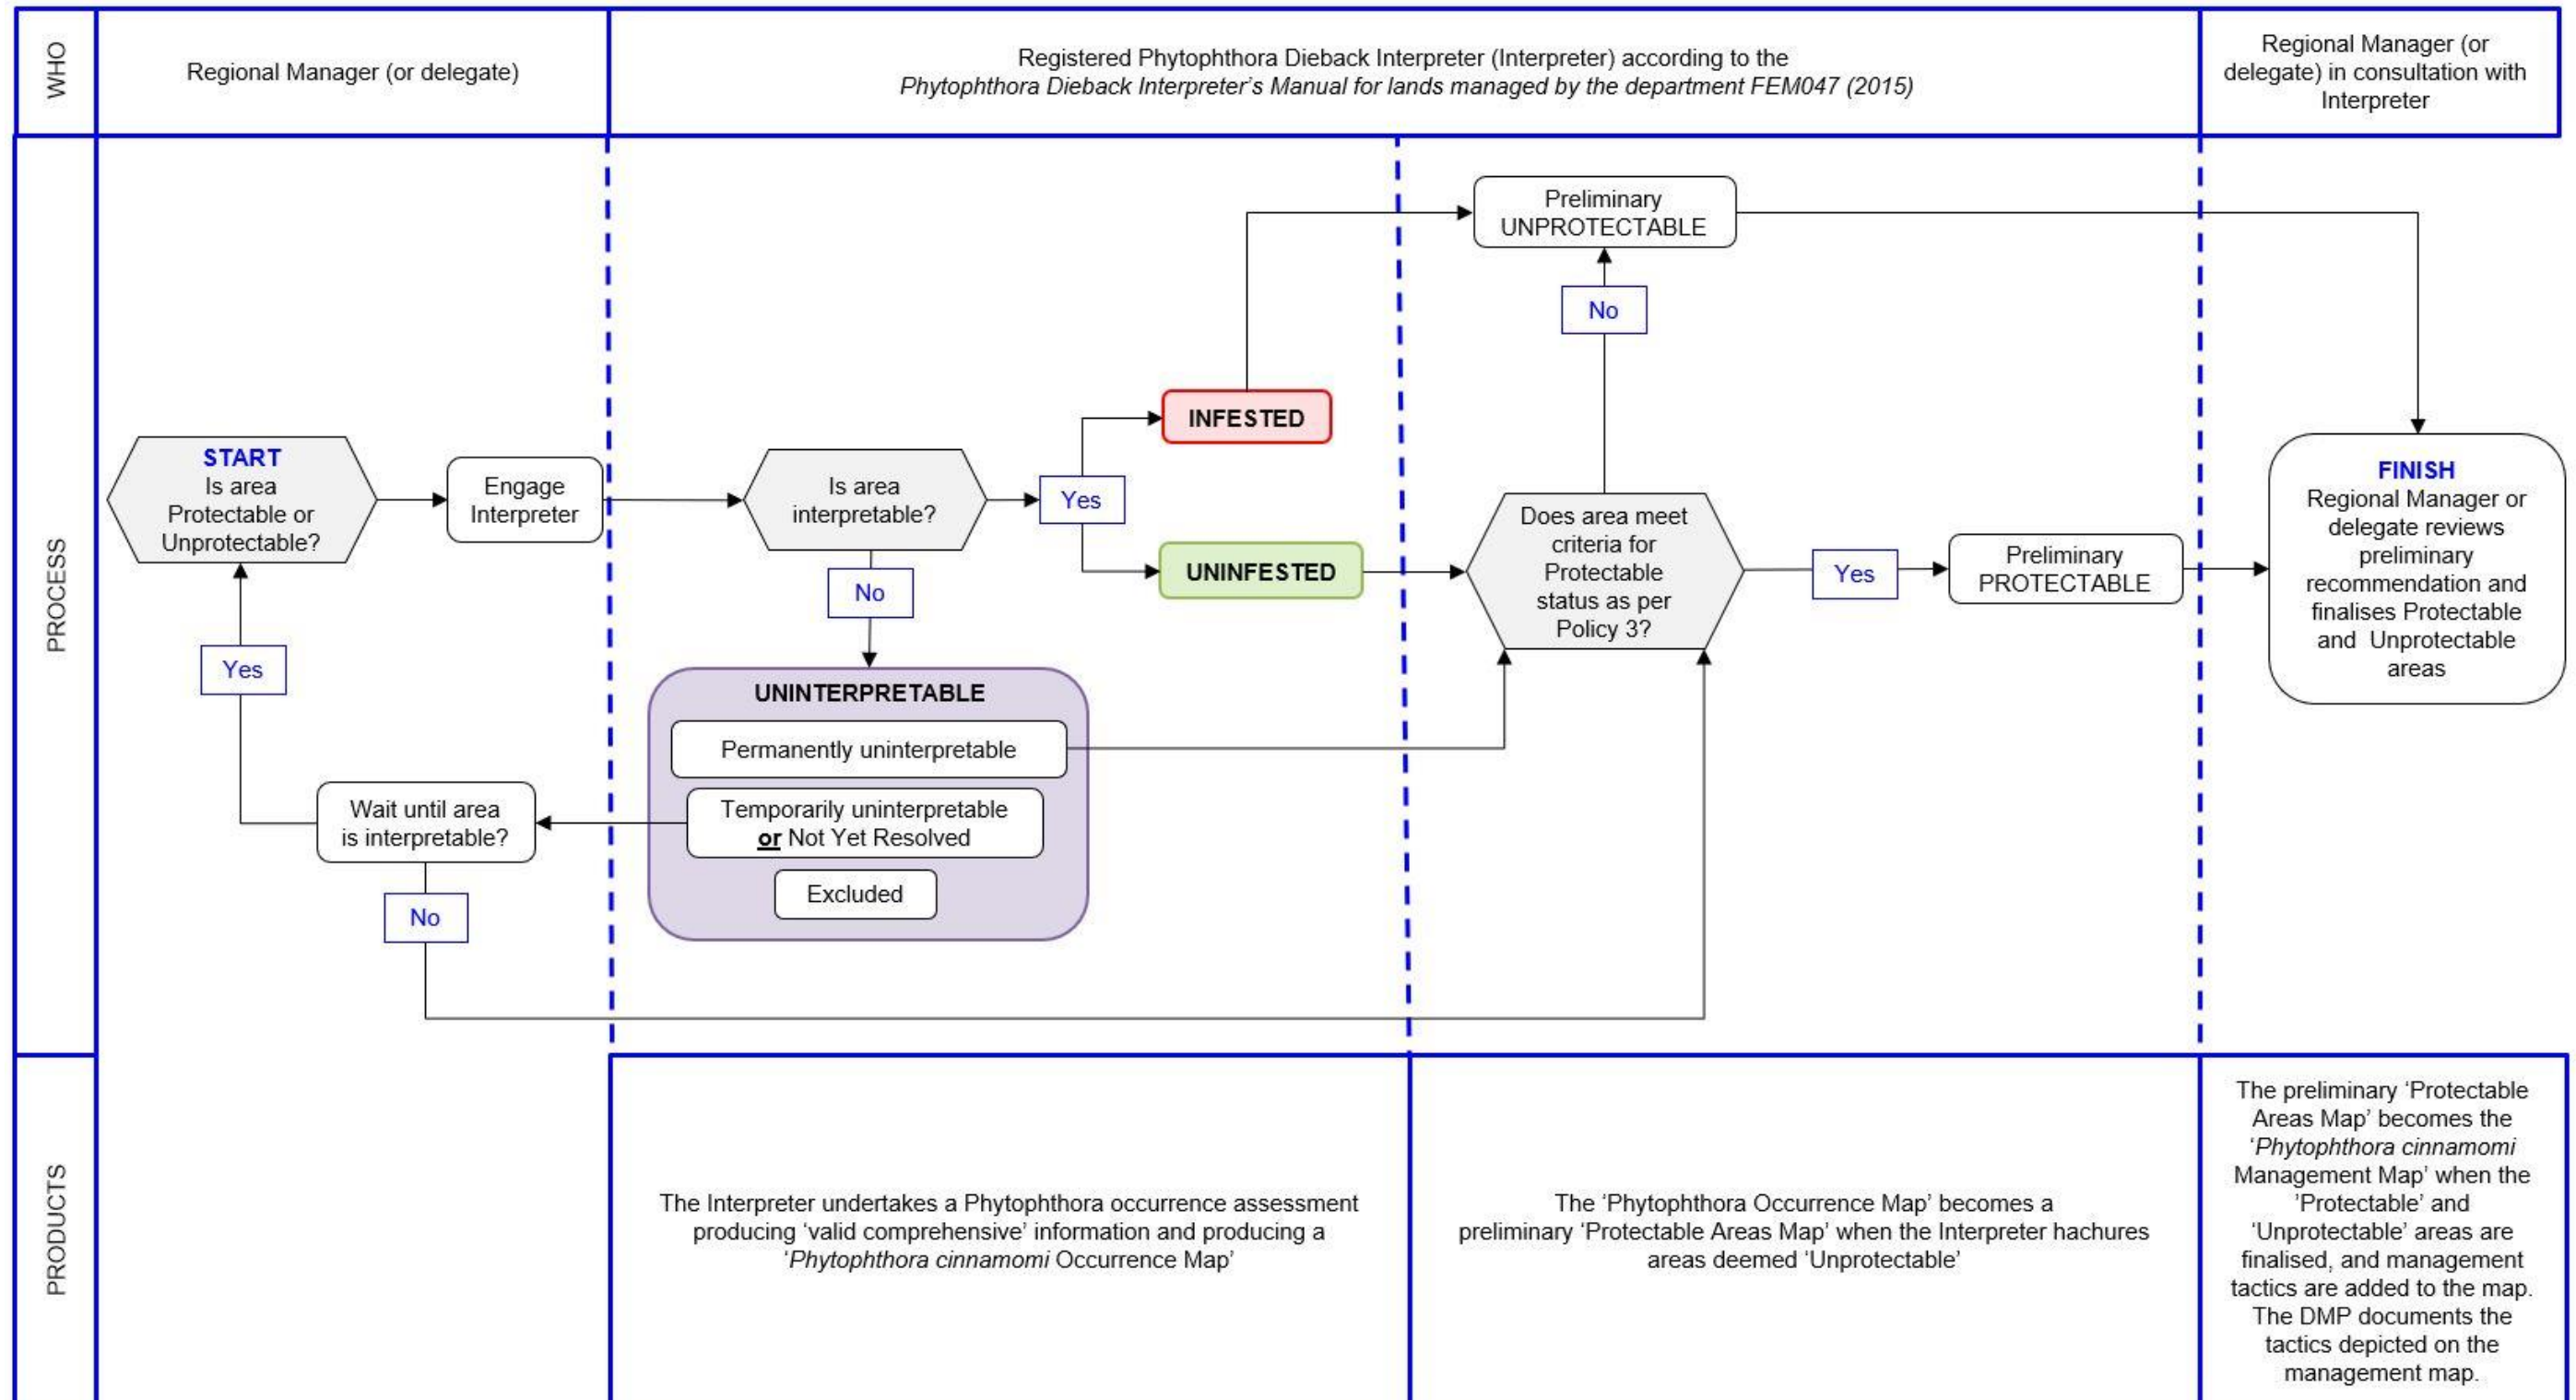 WHO
Regional Manager (or delegate)
Registered Phytophthora Dieback Interpreter (Interpreter) according to the
Phytophthora Dieback Interpreter’s Manual for lands managed by the department FEM047 (2015)
Regional Manager (or
delegate) in consultation with
Interpreter
PROCESS
START
Is area
Protectable or
Unprotectable?
Engage
Interpreter
Is area
interpretable?
Yes
INFESTED
UNINFESTED
No
UNINTERPRETABLE
Permanently uninterpretable
Temporarily uninterpretable
or Not Yet Resolved
Excluded
Wait until area
is interpretable?
Yes
No
Preliminary
UNPROTECTABLE
No
Does area meet
criteria for
Protectable
status as per
Policy 3?
Yes
Preliminary
PROTECTABLE
FINISH
Regional Manager or
delegate reviews
preliminary
recommendation and
finalises Protectable
and Unprotectable
areas
PRODUCTS
The Interpreter undertakes a Phytophthora occurrence assessment
producing ‘valid comprehensive’ information and producing a
‘Phytophthora cinnamomi Occurrence Map’
The ‘Phytophthora Occurrence Map’ becomes a
preliminary ‘Protectable Areas Map’ when the Interpreter hachures
areas deemed ‘Unprotectable’
The preliminary ‘Protectable
Areas Map’ becomes the
‘Phytophthora cinnamomi
Management Map’ when the
’Protectable’ and
‘Unprotectable’ areas are
finalised, and management
tactics are added to the map.
The DMP documents the
tactics depicted on the
management map.